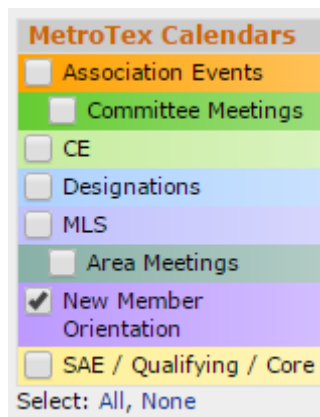 MetroTex Calendars
Association Events
Committee Meetings
CE
Designations
MLS
Area Meetings
New Member
Orientation
SAE / Qualifying / Core
Select: All, None